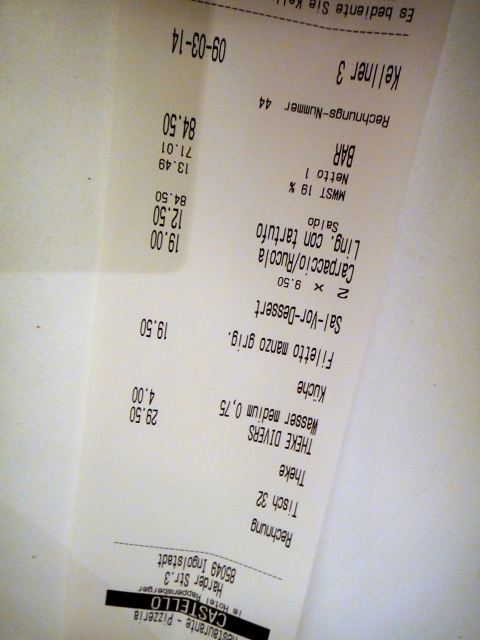 Restaurante - Pizzeria
CASTELLO
im Hotel Rappensberger
Harder Str.3
85049 Ingolstadt
Rechnung
Tisch 32
Theke
THEKE DIVERS 29.50
Wasser medium 0,75 4.00
Küche
Filetto manzo grig. 19.50
Sal-Vor-Dessert
2 x 9.50
Carpaccio/Rucola 19.00
Ling. con tartufo 12.50
Saldo 84.50
MWST 19 % 13.49
Netto 1 71.01
BAR 84.50
Rechnungs-Nummer 44
Kellner 3 09-03-14
Es bediente Sie